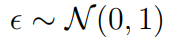 ϵ ∼ 𝒩(0, 1)